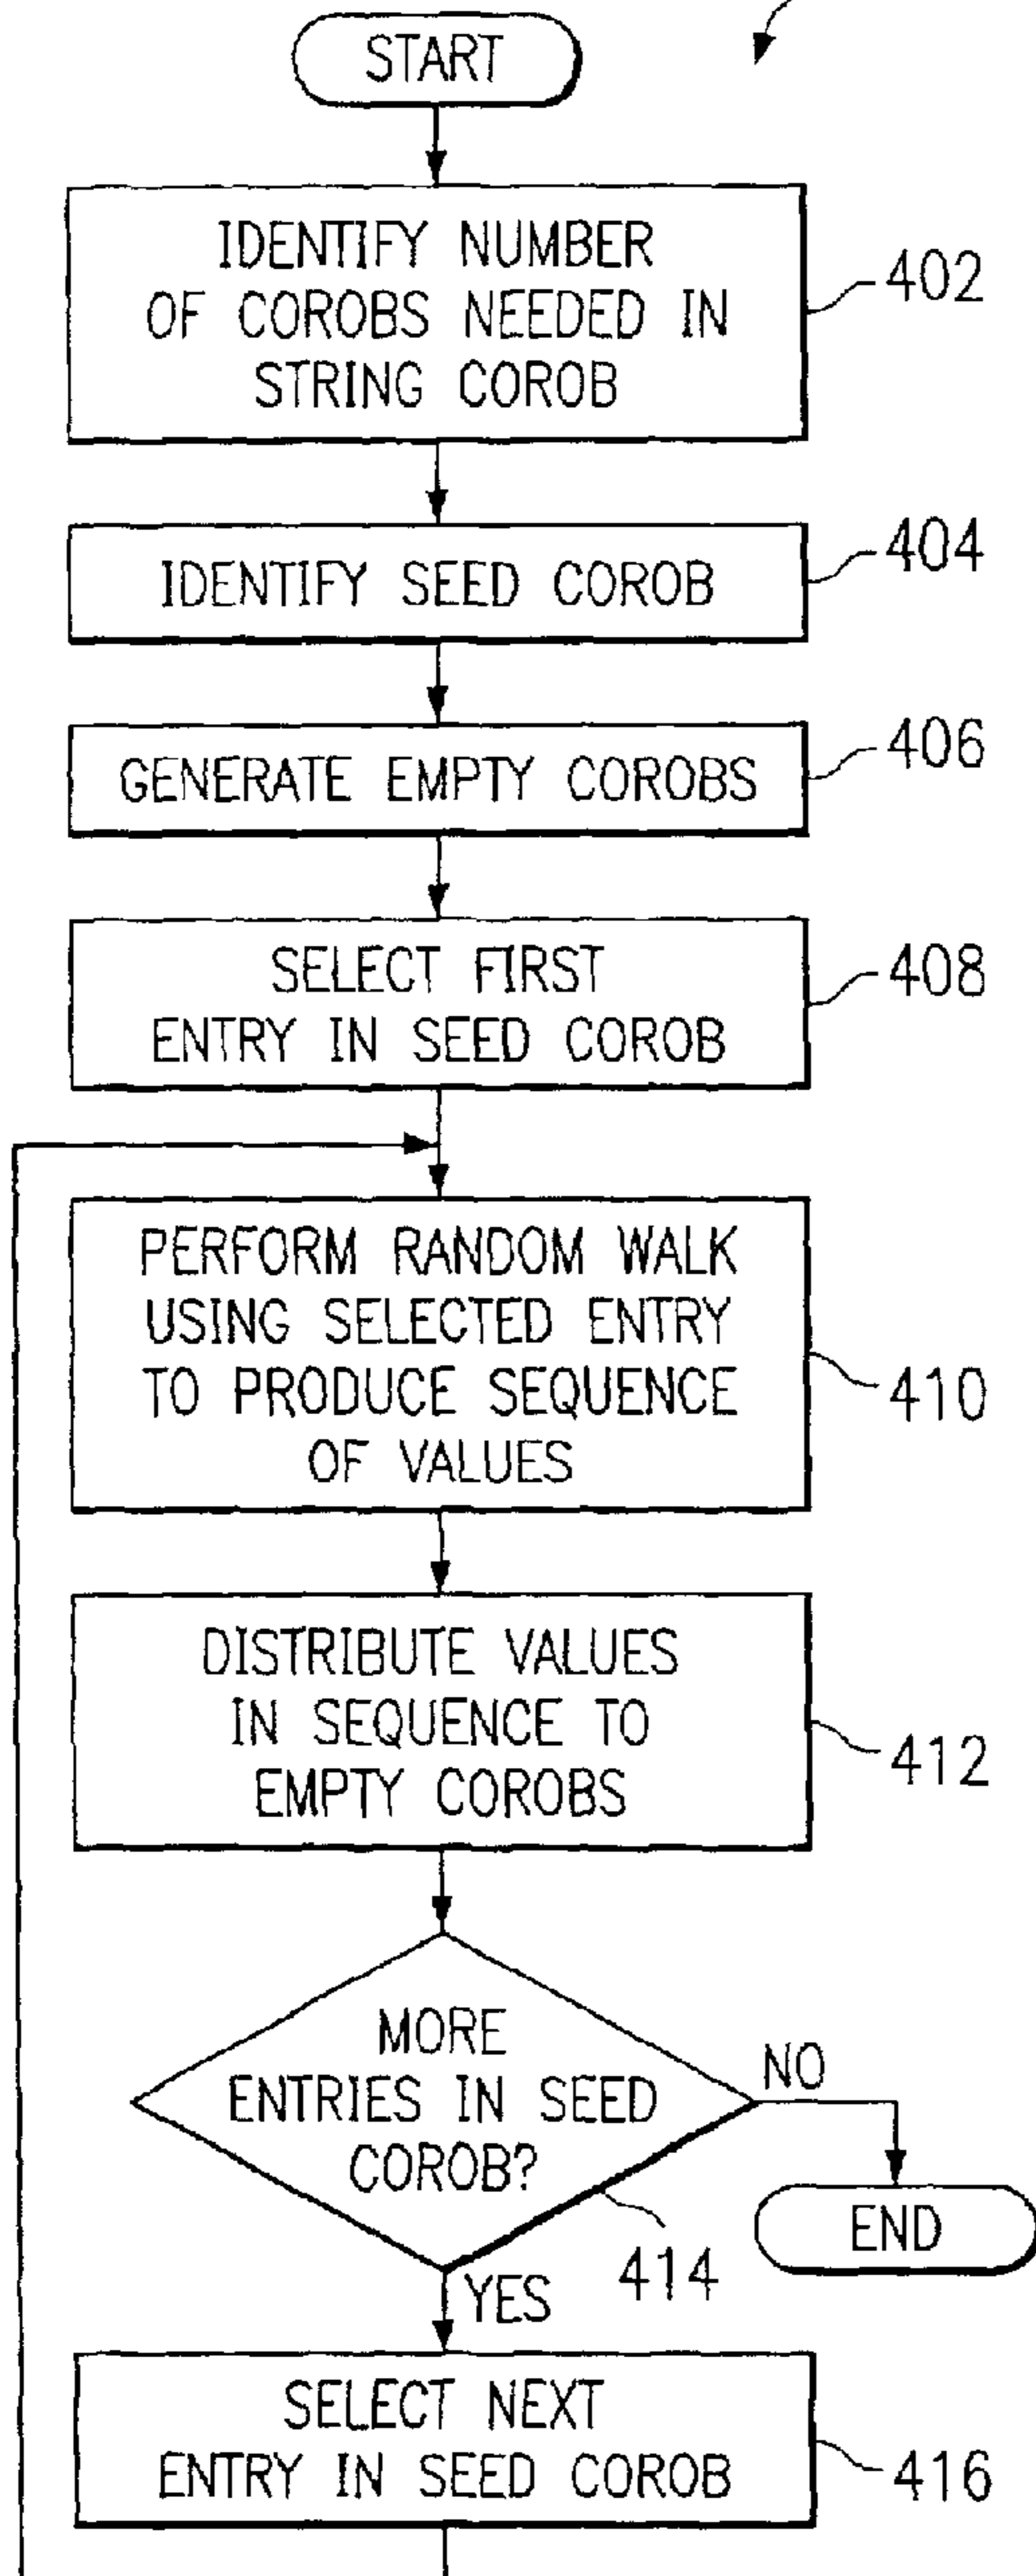 START
IDENTIFY NUMBER
OF COROBS NEEDED IN
STRING COROB
402
IDENTIFY SEED COROB
404
GENERATE EMPTY COROBS
406
SELECT FIRST
ENTRY IN SEED COROB
408
PERFORM RANDOM WALK
USING SELECTED ENTRY
TO PRODUCE SEQUENCE
OF VALUES
410
DISTRIBUTE VALUES
IN SEQUENCE TO
EMPTY COROBS
412
MORE
ENTRIES IN SEED
COROB?
NO
END
414
YES
SELECT NEXT
ENTRY IN SEED COROB
416